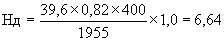 Нд = 39,6×0,82×400 / 1955 ×1,0 = 6,64